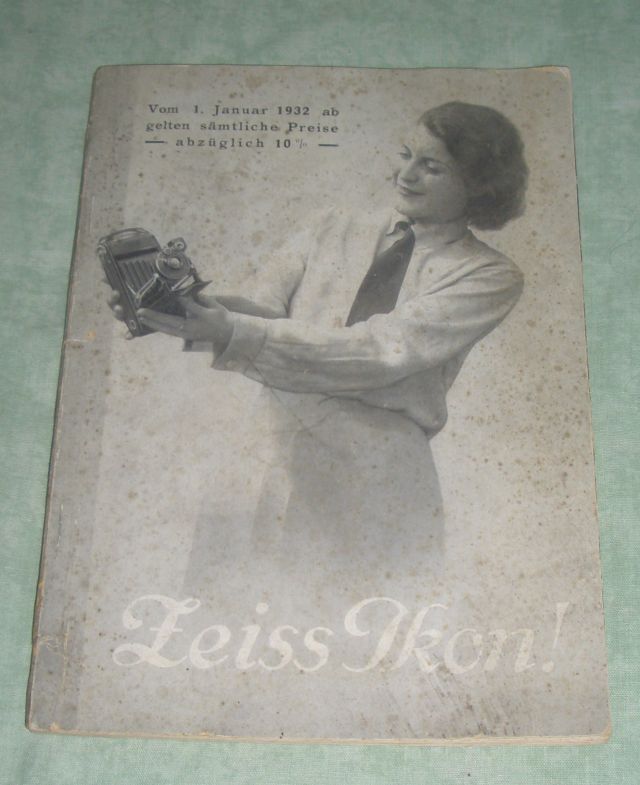 Vom 1. Januar 1932 ab
gelten sämtliche Preise
— abzüglich 10% —
Zeiss Ikon!